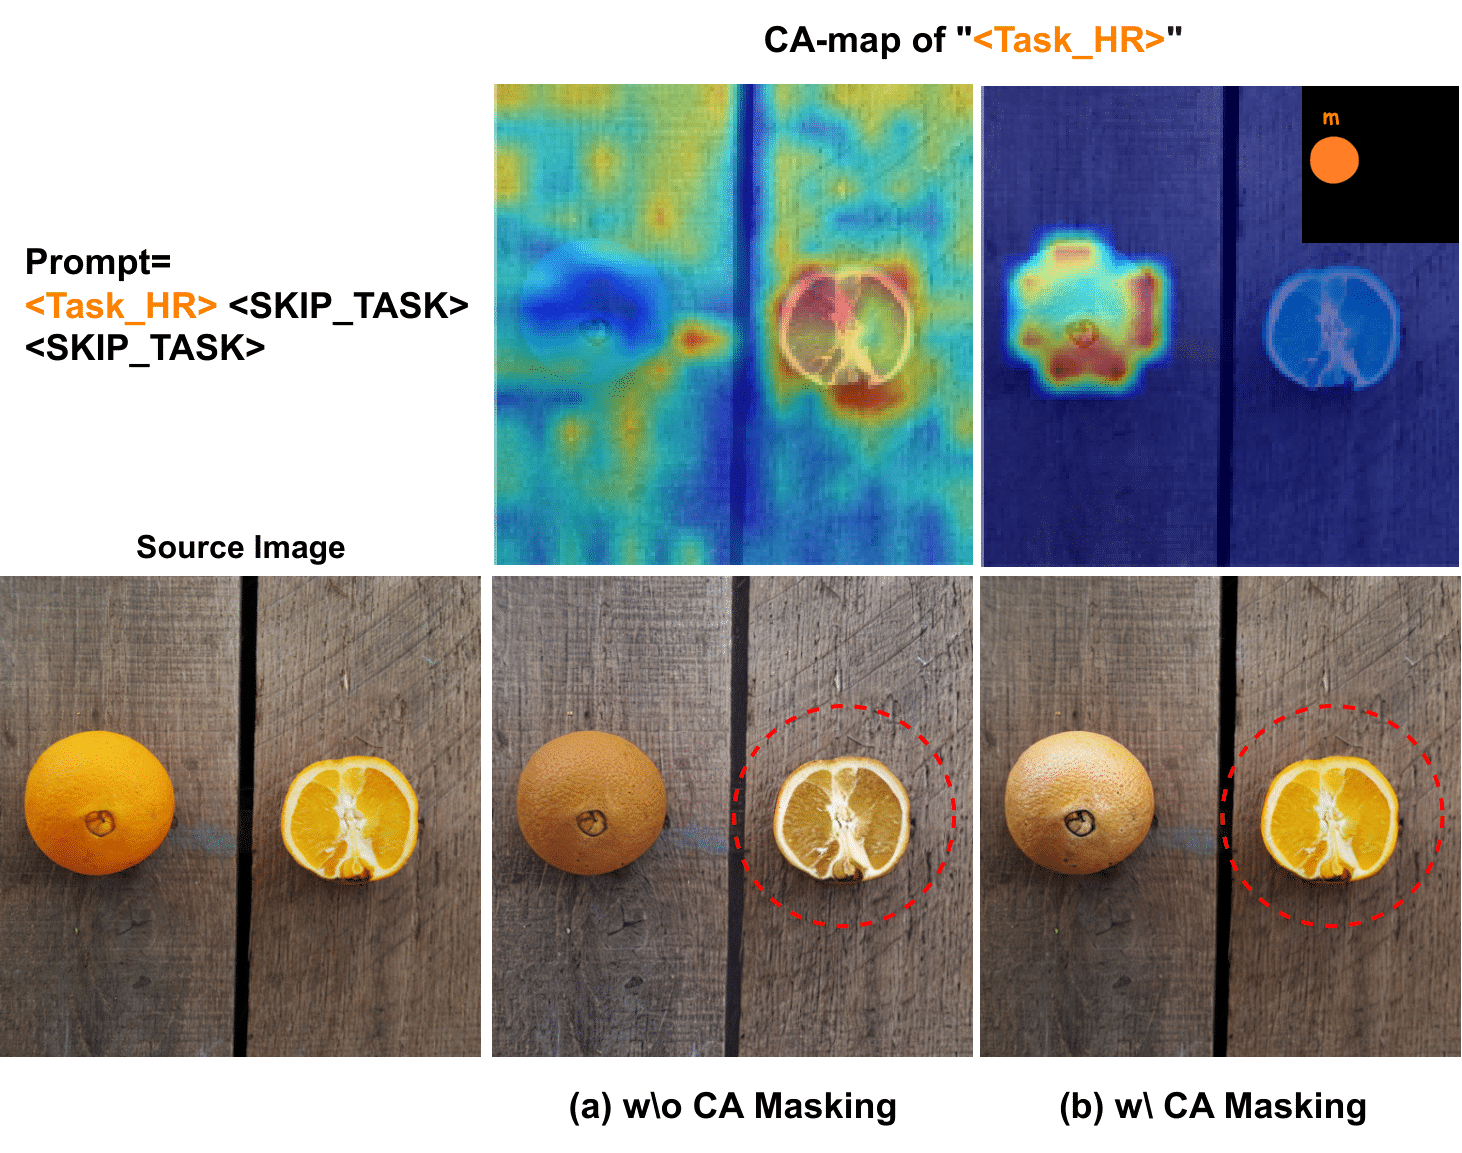 CA-map of "<Task_HR>"
m
Prompt=
<Task_HR> <SKIP_TASK>
<SKIP_TASK>
Source Image
(a) w\o CA Masking
(b) w\ CA Masking